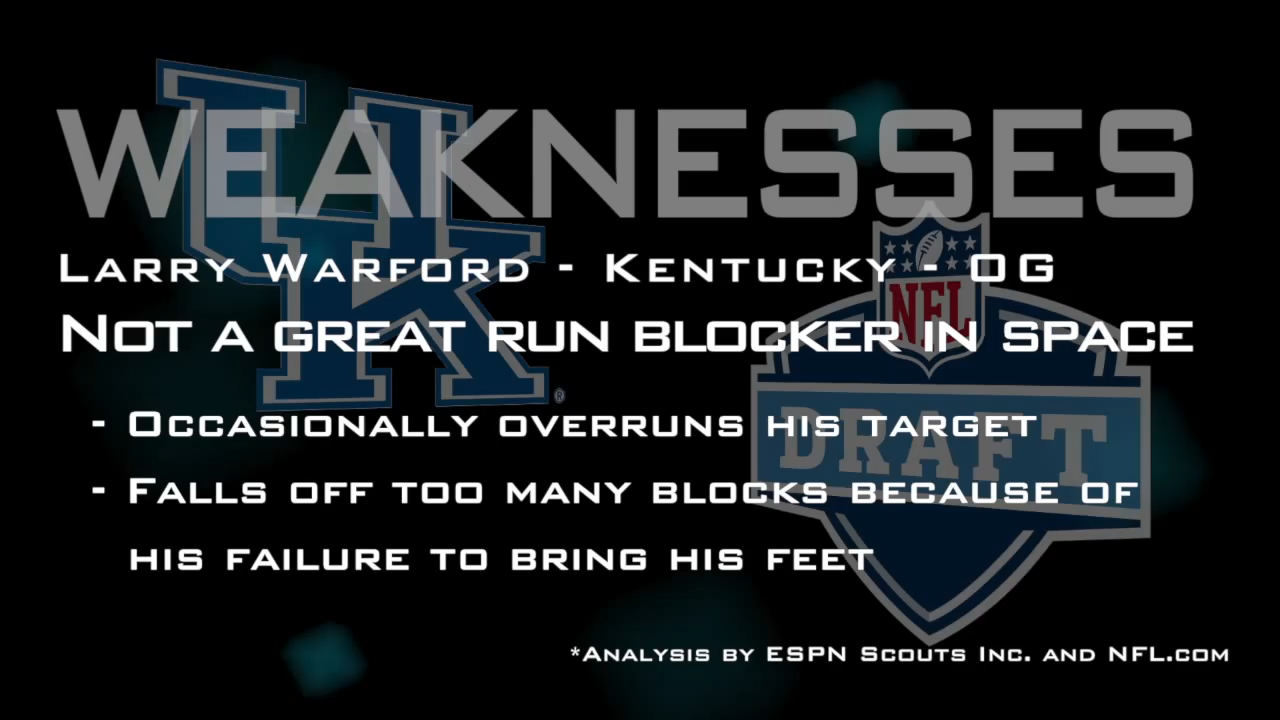 WEAKNESSES
LARRY WARFORD - KENTUCKY - OG
NOT A GREAT RUN BLOCKER IN SPACE
- OCCASIONALLY OVERRUNS HIS TARGET
- FALLS OFF TOO MANY BLOCKS BECAUSE OF
HIS FAILURE TO BRING HIS FEET
*ANALYSIS BY ESPN SCOUTS INC. AND NFL.COM
UK
®
NFL
DRAFT